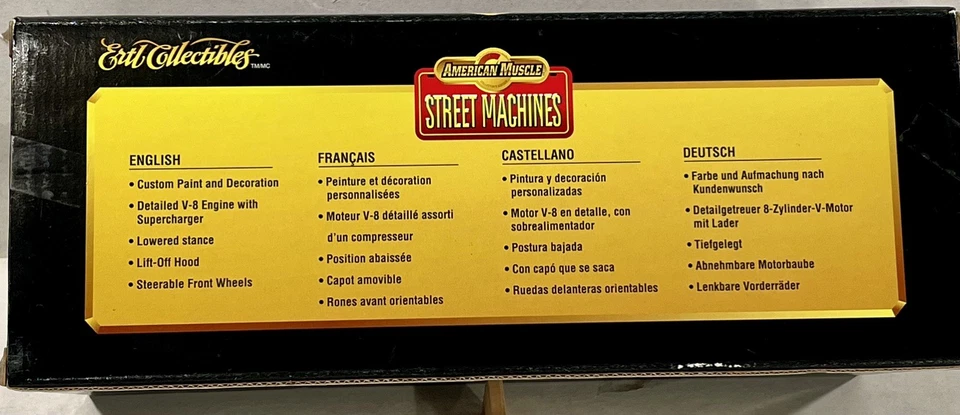 Ertl Collectibles TM/MC
AMERICAN MUSCLE
STREET MACHINES
ENGLISH
• Custom Paint and Decoration
• Detailed V-8 Engine with
Supercharger
• Lowered stance
• Lift-Off Hood
• Steerable Front Wheels
FRANÇAIS
• Peinture et décoration
personnalisées
• Moteur V-8 détaillé assorti
d'un compresseur
• Position abaissée
• Capot amovible
• Rones avant orientables
CASTELLANO
• Pintura y decoración
personalizadas
• Motor V-8 en detalle, con
sobrealimentador
• Postura bajada
• Con capó que se saca
• Ruedas delanteras orientables
DEUTSCH
• Farbe und Aufmachung nach
Kundenwunsch
• Detailgetreuer 8-Zylinder-V-Motor
mit Lader
• Tiefgelegt
• Abnehmbare Motorbaube
• Lenkbare Vorderräder